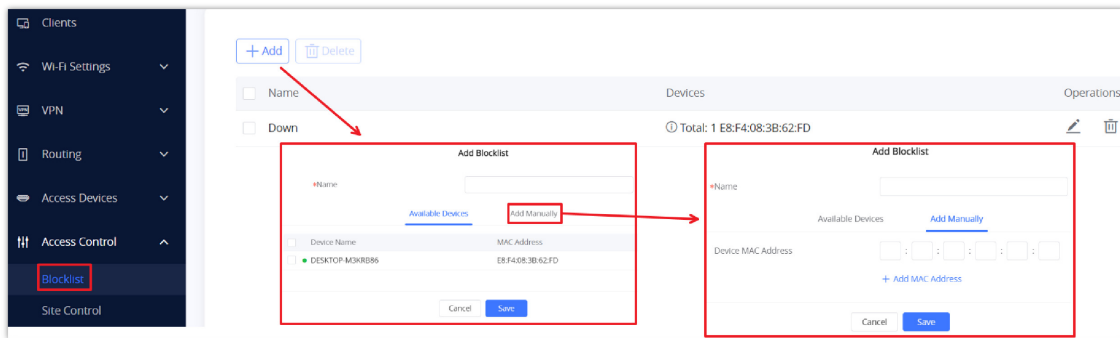 Clients
Wi-Fi Settings
VPN
Routing
Access Devices
Access Control
Blocklist
Site Control
+ Add
Delete
Name Devices Operations
Down Total: 1 E8:F4:08:3B:62:FD
Add Blocklist
*Name
Available Devices Add Manually
Device Name MAC Address
DESKTOP-M3KRB86 E8:F4:08:3B:62:FD
Cancel Save
Add Blocklist
*Name
Available Devices Add Manually
Device MAC Address : : : : :
+ Add MAC Address
Cancel Save